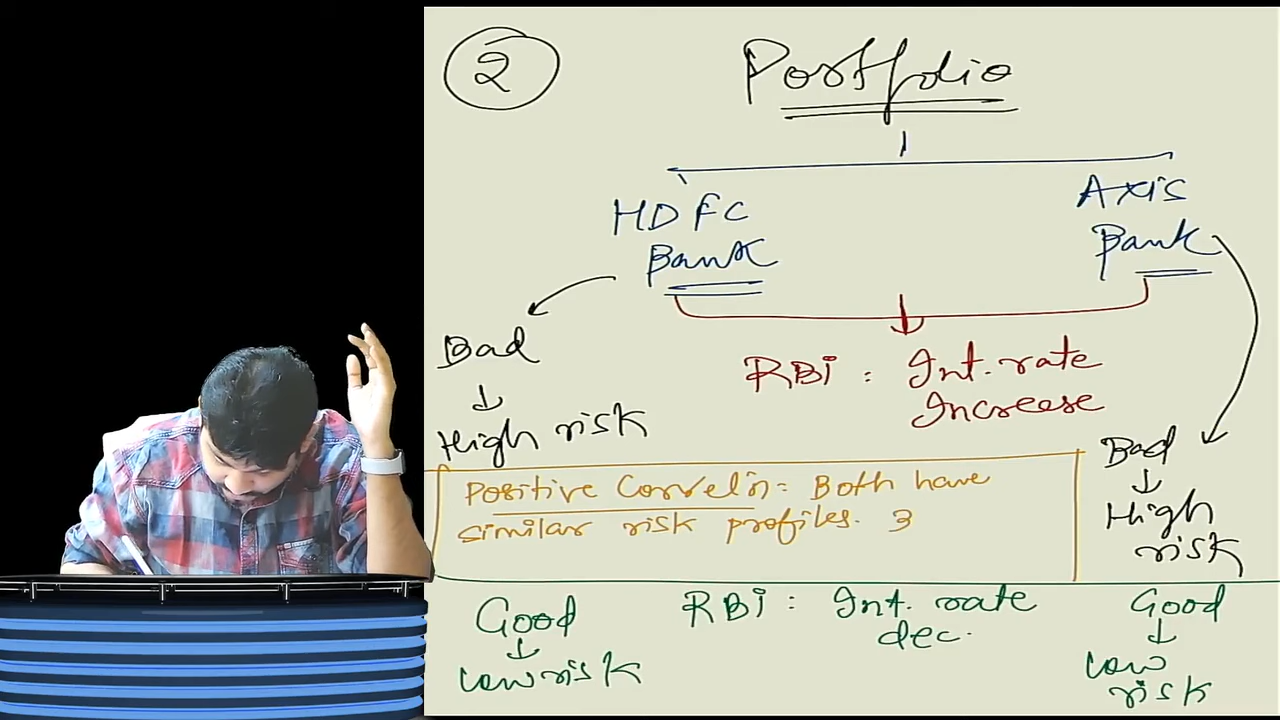 2
Portfolio
HDFC
Bank
Axis
Bank
RBI : Int. rate
Increase
Bad
High risk
Bad
High
risk
Positive Correln = Both have
similar risk profiles.
Good
Low risk
RBI : Int. rate
dec.
Good
Low
risk